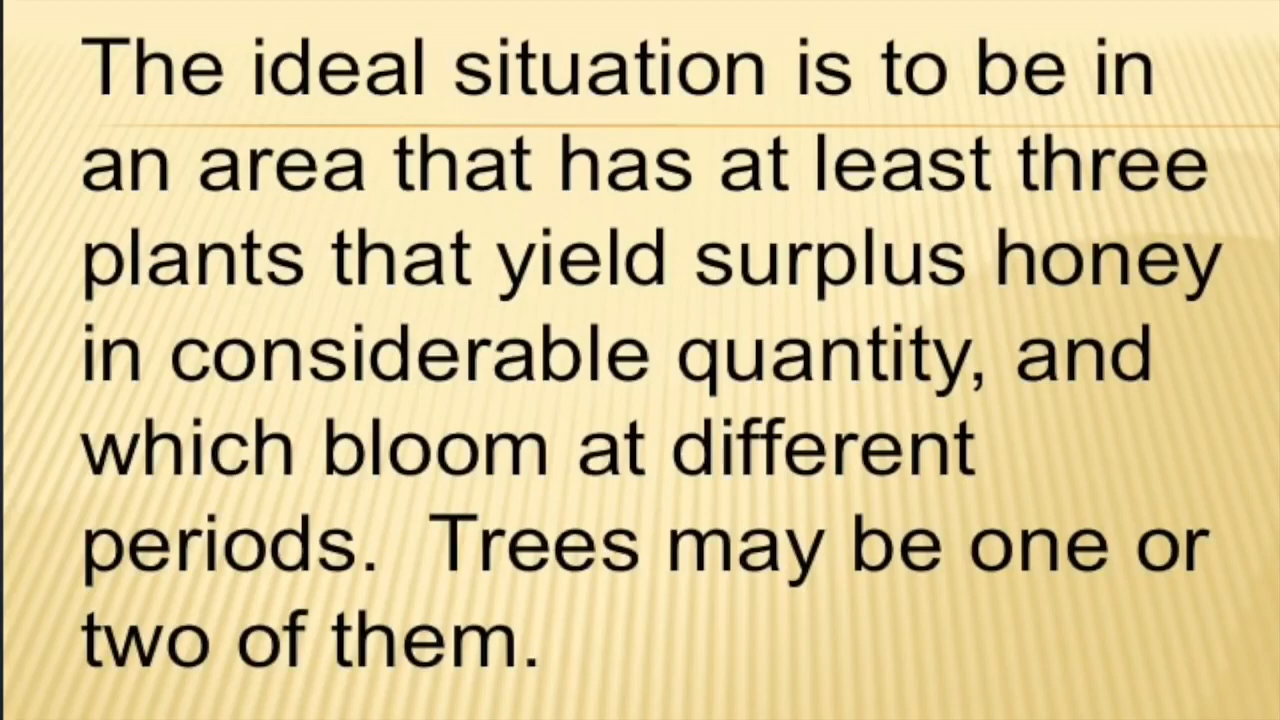 The ideal situation is to be in
an area that has at least three
plants that yield surplus honey
in considerable quantity, and
which bloom at different
periods.  Trees may be one or
two of them.